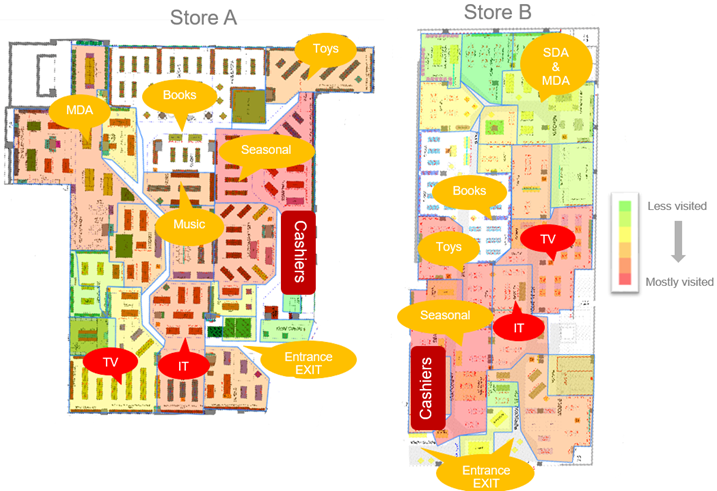 Store A
Store B
Toys
MDA
Books
Seasonal
Music
Cashiers
TV
IT
Entrance
EXIT
SDA
&
MDA
Books
Toys
TV
Seasonal
IT
Cashiers
Entrance
EXIT
Less visited
Mostly visited